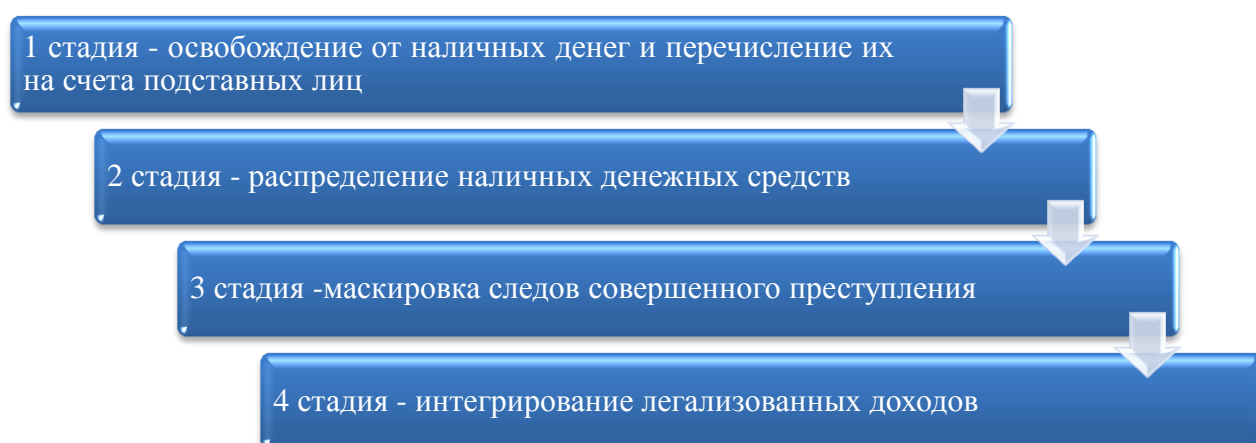 1 стадия - освобождение от наличных денег и перечисление их
на счета подставных лиц
2 стадия - распределение наличных денежных средств
3 стадия -маскировка следов совершенного преступления
4 стадия - интегрирование легализованных доходов